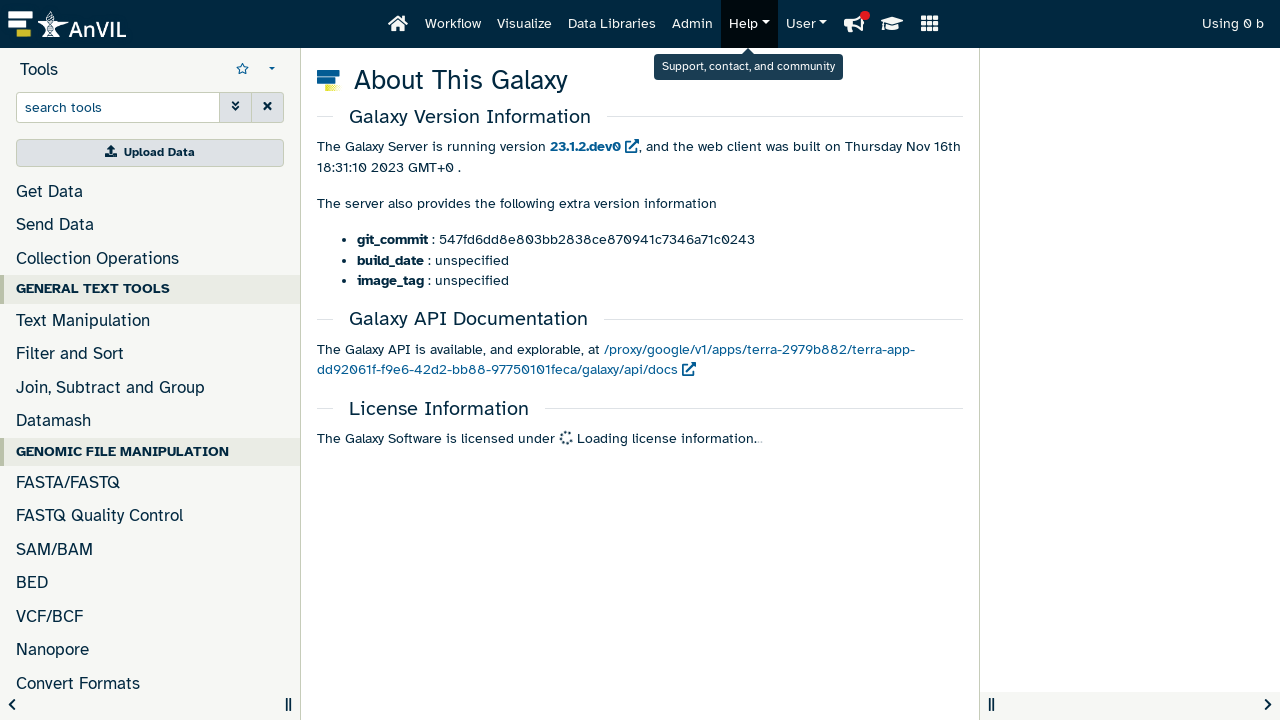 AnVIL
Workflow
Visualize
Data Libraries
Admin
Help
User
Using 0 b
Support, contact, and community
Tools
search tools
Upload Data
Get Data
Send Data
Collection Operations
GENERAL TEXT TOOLS
Text Manipulation
Filter and Sort
Join, Subtract and Group
Datamash
GENOMIC FILE MANIPULATION
FASTA/FASTQ
FASTQ Quality Control
SAM/BAM
BED
VCF/BCF
Nanopore
Convert Formats
About This Galaxy
Galaxy Version Information
The Galaxy Server is running version 23.1.2.dev0 , and the web client was built on Thursday Nov 16th
18:31:10 2023 GMT+0 .
The server also provides the following extra version information
git_commit : 547fd6dd8e803bb2838ce870941c7346a71c0243
build_date : unspecified
image_tag : unspecified
Galaxy API Documentation
The Galaxy API is available, and explorable, at /proxy/google/v1/apps/terra-2979b882/terra-app-
dd92061f-f9e6-42d2-bb88-97750101feca/galaxy/api/docs
License Information
The Galaxy Software is licensed under Loading license information...